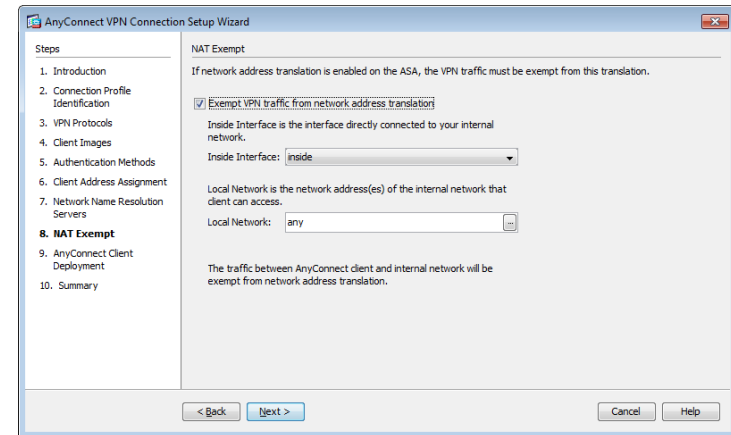 AnyConnect VPN Connection Setup Wizard
Steps
1. Introduction
2. Connection Profile
Identification
3. VPN Protocols
4. Client Images
5. Authentication Methods
6. Client Address Assignment
7. Network Name Resolution
Servers
8. NAT Exempt
9. AnyConnect Client
Deployment
10. Summary
NAT Exempt
If network address translation is enabled on the ASA, the VPN traffic must be exempt from this translation.
Exempt VPN traffic from network address translation
Inside Interface is the interface directly connected to your internal
network.
Inside Interface: inside
Local Network is the network address(es) of the internal network that
client can access.
Local Network: any ...
The traffic between AnyConnect client and internal network will be
exempt from network address translation.
< Back Next > Cancel Help